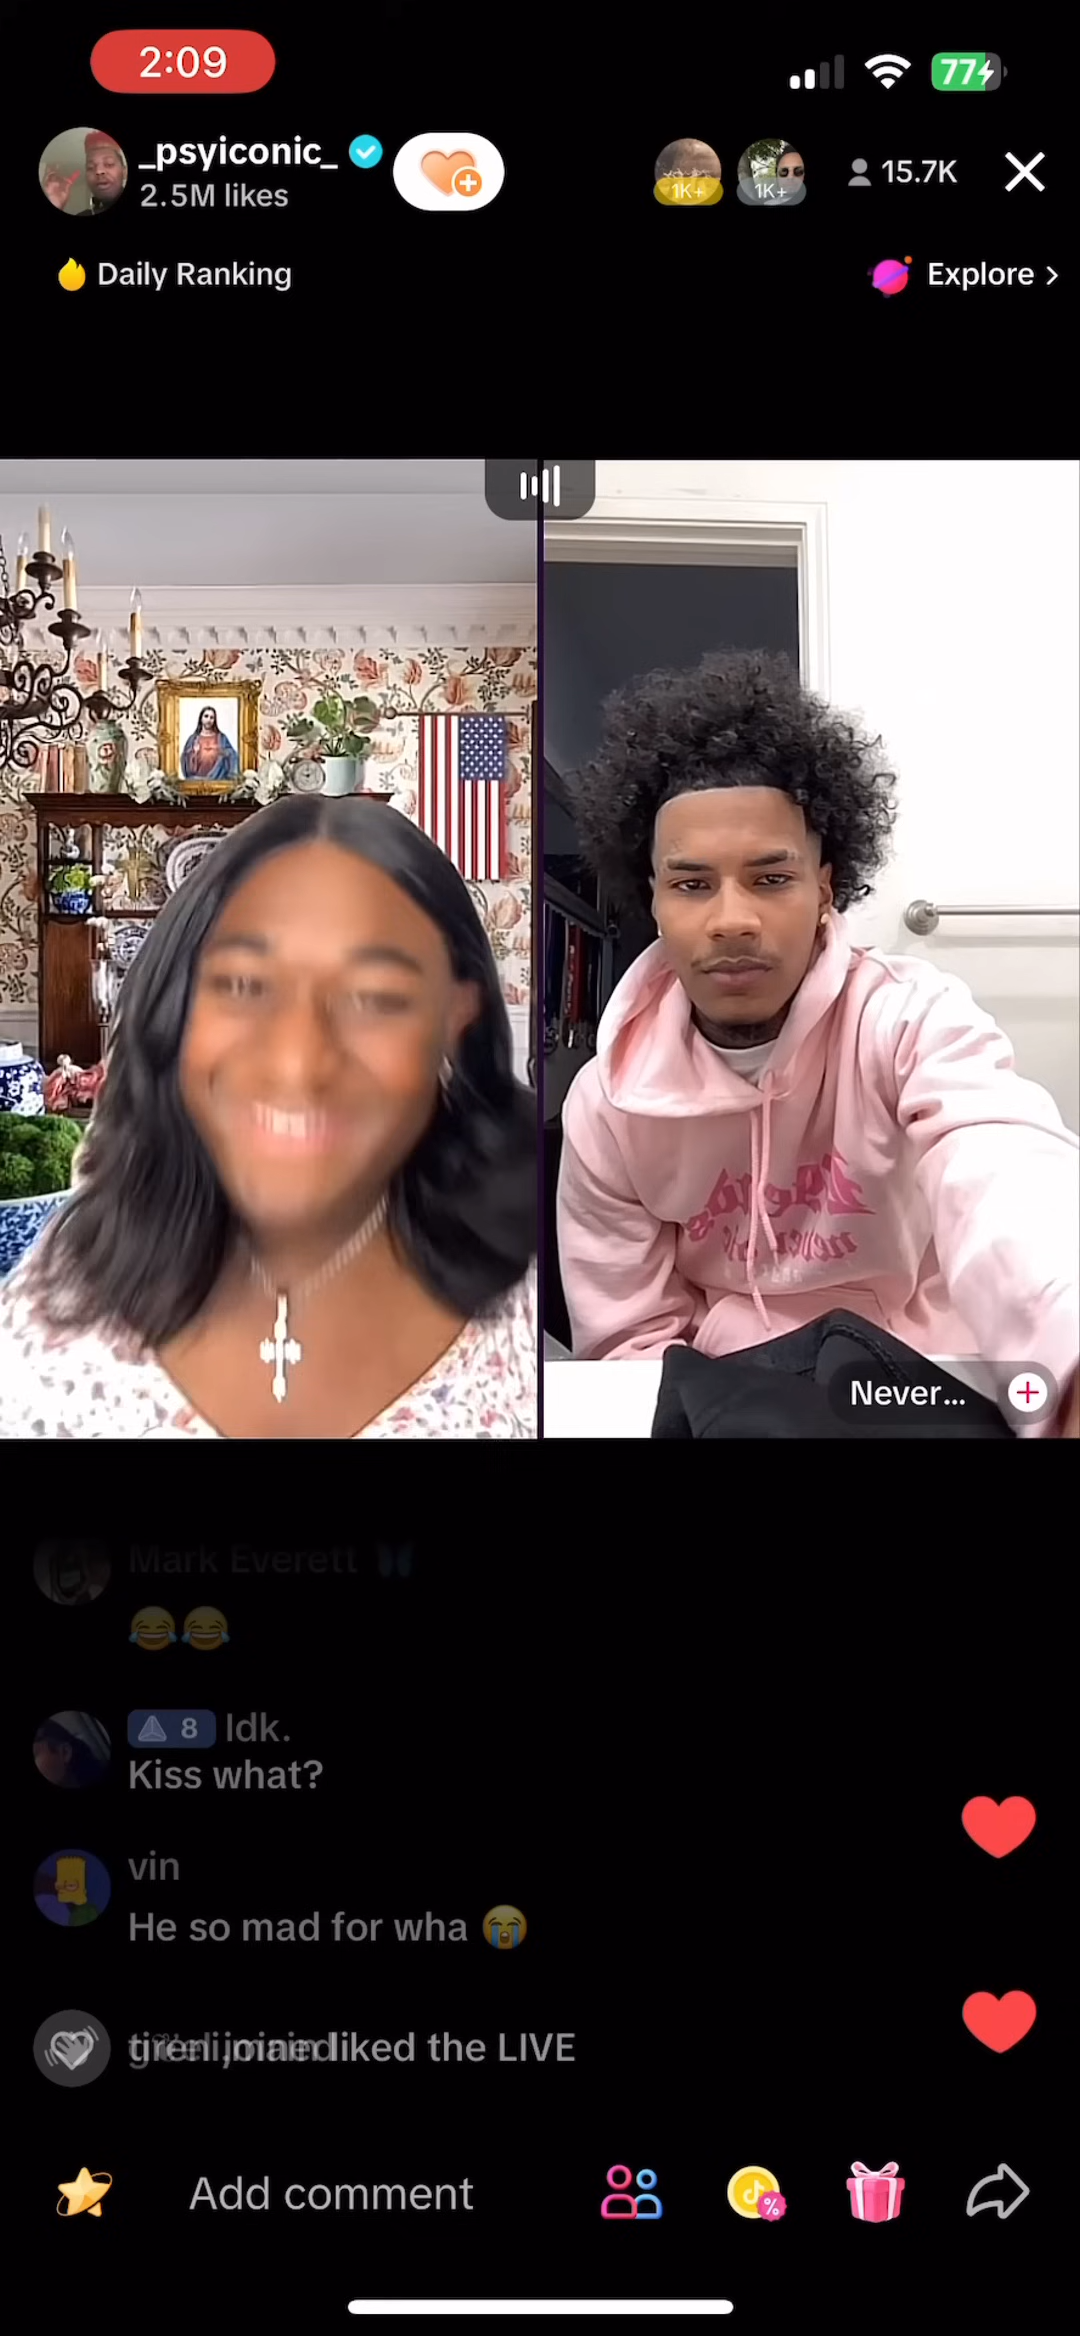 2:09
77
_psyiconic_
2.5M likes
1K+
1K+
15.7K
Daily Ranking
Explore >
Never...
Mark Everett
8 Idk.
Kiss what?
vin
He so mad for wha
liked the LIVE
Add comment